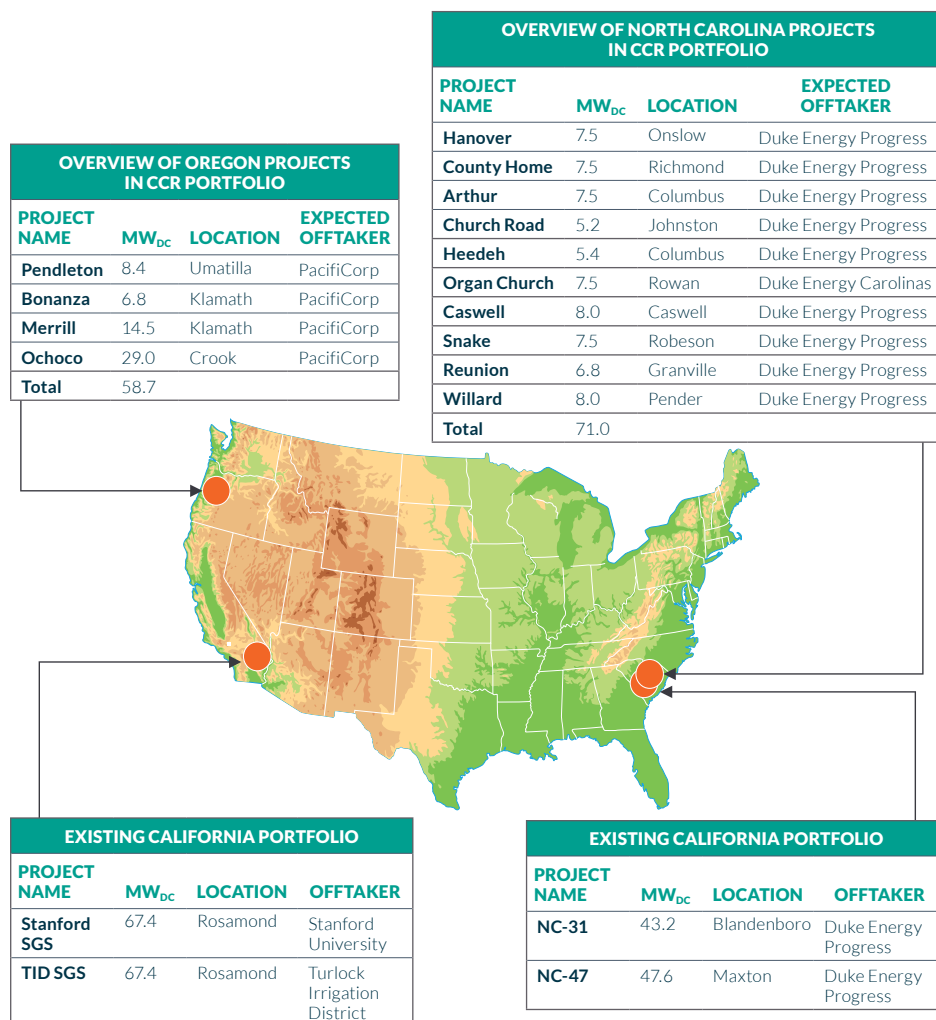 OVERVIEW OF NORTH CAROLINA PROJECTS
IN CCR PORTFOLIO
PROJECT NAME MWDC LOCATION EXPECTED OFFTAKER
Hanover 7.5 Onslow Duke Energy Progress
County Home 7.5 Richmond Duke Energy Progress
Arthur 7.5 Columbus Duke Energy Progress
Church Road 5.2 Johnston Duke Energy Progress
Heedeh 5.4 Columbus Duke Energy Progress
Organ Church 7.5 Rowan Duke Energy Carolinas
Caswell 8.0 Caswell Duke Energy Progress
Snake 7.5 Robeson Duke Energy Progress
Reunion 6.8 Granville Duke Energy Progress
Willard 8.0 Pender Duke Energy Progress
Total 71.0
OVERVIEW OF OREGON PROJECTS
IN CCR PORTFOLIO
PROJECT NAME MWDC LOCATION EXPECTED OFFTAKER
Pendleton 8.4 Umatilla PacifiCorp
Bonanza 6.8 Klamath PacifiCorp
Merrill 14.5 Klamath PacifiCorp
Ochoco 29.0 Crook PacifiCorp
Total 58.7
EXISTING CALIFORNIA PORTFOLIO
PROJECT NAME MWDC LOCATION OFFTAKER
Stanford SGS 67.4 Rosamond Stanford University
TID SGS 67.4 Rosamond Turlock Irrigation District
EXISTING CALIFORNIA PORTFOLIO
PROJECT NAME MWDC LOCATION OFFTAKER
NC-31 43.2 Blandenboro Duke Energy Progress
NC-47 47.6 Maxton Duke Energy Progress